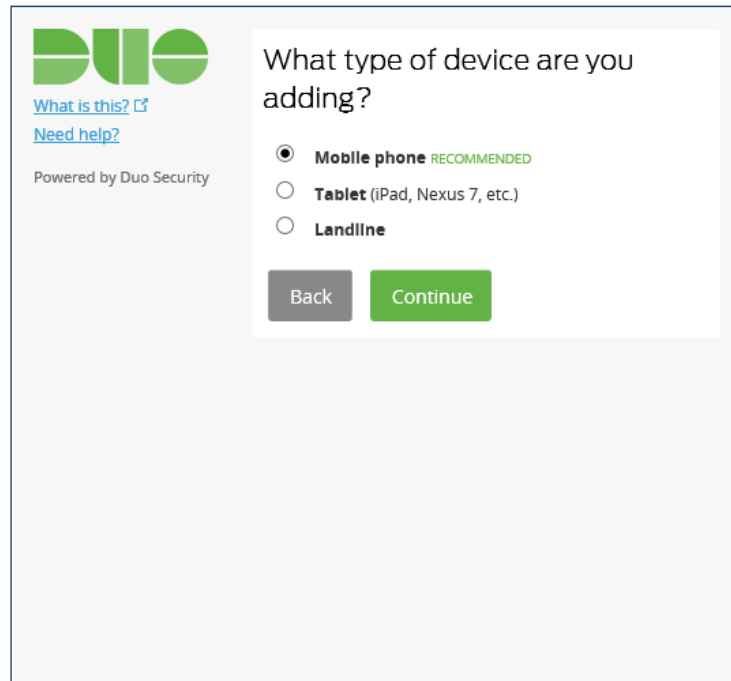 DUO
What is this?
Need help?
Powered by Duo Security
What type of device are you
adding?
Mobile phone RECOMMENDED
Tablet (iPad, Nexus 7, etc.)
Landline
Back
Continue